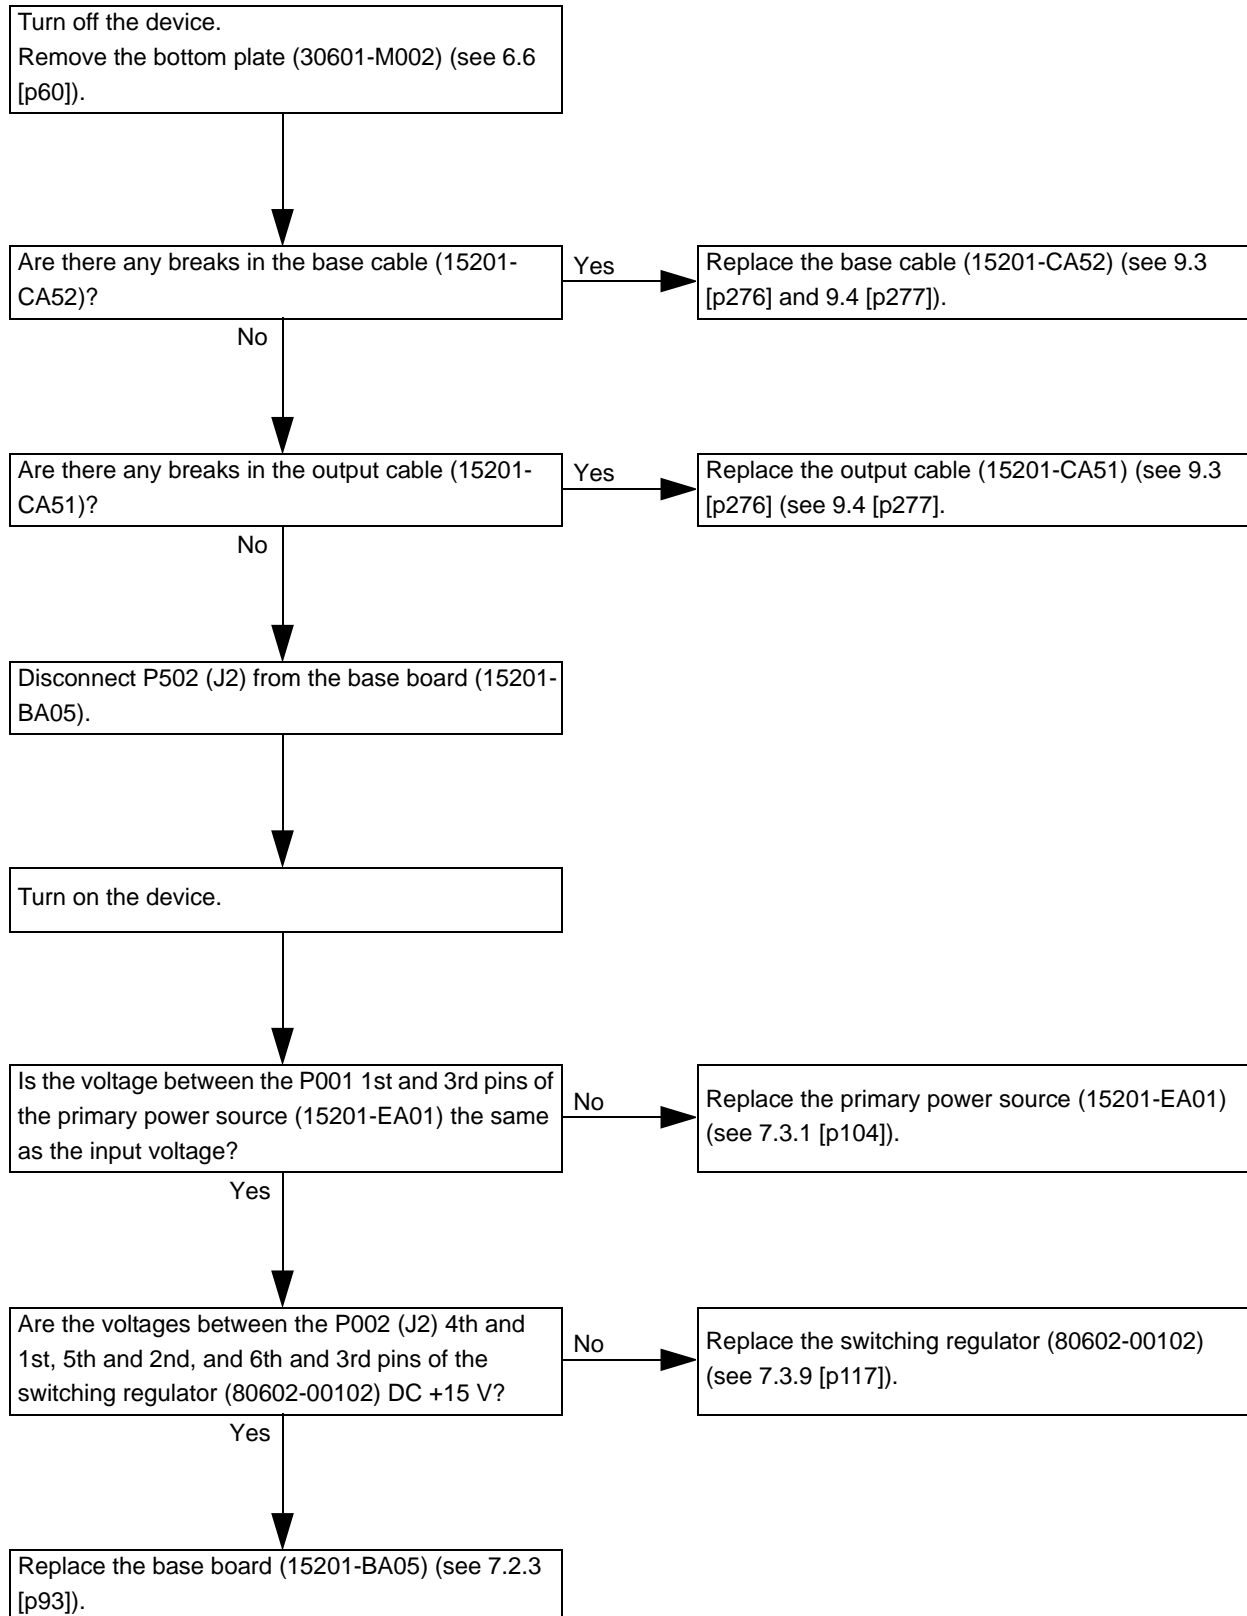 Turn off the device.
Remove the bottom plate (30601-M002) (see 6.6
[p60]).
Are there any breaks in the base cable (15201-
CA52)?
Yes
Replace the base cable (15201-CA52) (see 9.3
[p276] and 9.4 [p277]).
No
Are there any breaks in the output cable (15201-
CA51)?
Yes
Replace the output cable (15201-CA51) (see 9.3
[p276] (see 9.4 [p277].
No
Disconnect P502 (J2) from the base board (15201-
BA05).
Turn on the device.
Is the voltage between the P001 1st and 3rd pins of
the primary power source (15201-EA01) the same
as the input voltage?
No
Replace the primary power source (15201-EA01)
(see 7.3.1 [p104]).
Yes
Are the voltages between the P002 (J2) 4th and
1st, 5th and 2nd, and 6th and 3rd pins of the
switching regulator (80602-00102) DC +15 V?
No
Replace the switching regulator (80602-00102)
(see 7.3.9 [p117]).
Yes
Replace the base board (15201-BA05) (see 7.2.3
[p93]).